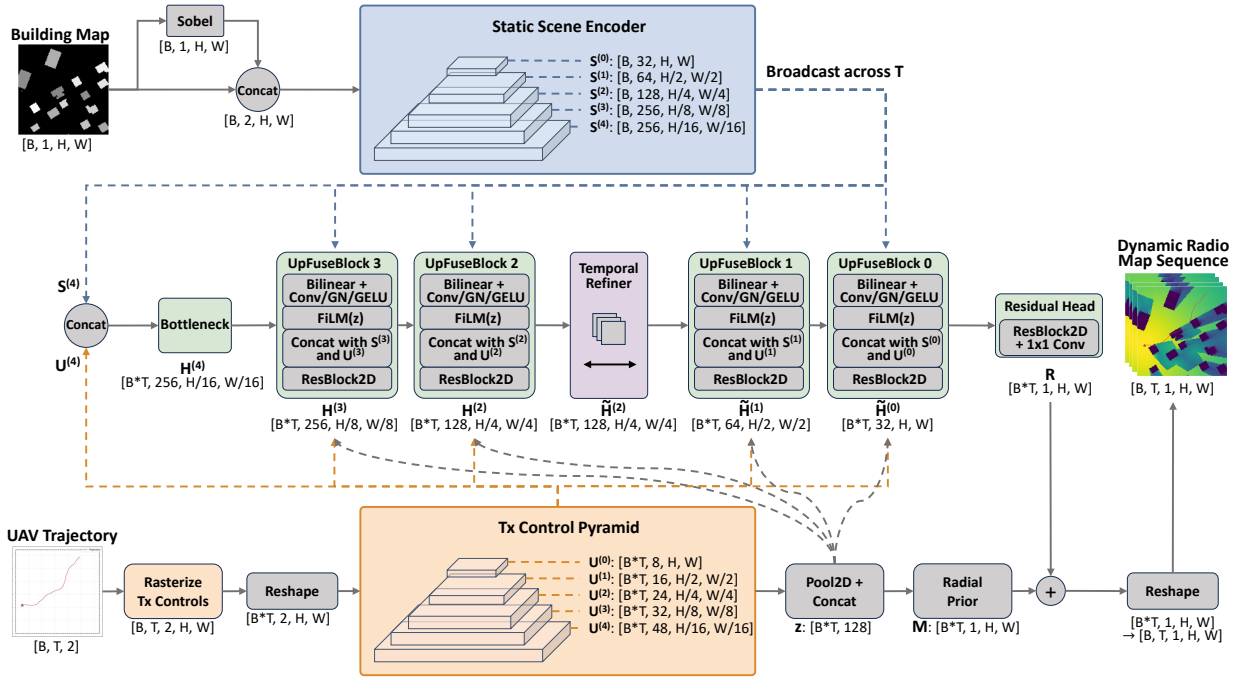 Building Map
[B, 1, H, W]
Sobel
[B, 1, H, W]
Concat
[B, 2, H, W]
Static Scene Encoder
S(0): [B, 32, H, W]
S(1): [B, 64, H/2, W/2]
S(2): [B, 128, H/4, W/4]
S(3): [B, 256, H/8, W/8]
S(4): [B, 256, H/16, W/16]
Broadcast across T
S(4)
Concat
U(4)
Bottleneck
H(4)
[B*T, 256, H/16, W/16]
UpFuseBlock 3
Bilinear +
Conv/GN/GELU
FiLM(z)
Concat with S(3)
and U(3)
ResBlock2D
H(3)
[B*T, 256, H/8, W/8]
UpFuseBlock 2
Bilinear +
Conv/GN/GELU
FiLM(z)
Concat with S(2)
and U(2)
ResBlock2D
H(2)
[B*T, 128, H/4, W/4]
Temporal
Refiner
H̃(2)
[B*T, 128, H/4, W/4]
UpFuseBlock 1
Bilinear +
Conv/GN/GELU
FiLM(z)
Concat with S(1)
and U(1)
ResBlock2D
H̃(1)
[B*T, 64, H/2, W/2]
UpFuseBlock 0
Bilinear +
Conv/GN/GELU
FiLM(z)
Concat with S(0)
and U(0)
ResBlock2D
H̃(0)
[B*T, 32, H, W]
Residual Head
ResBlock2D
+ 1x1 Conv
R
[B*T, 1, H, W]
Dynamic Radio
Map Sequence
[B, T, 1, H, W]
UAV Trajectory
[B, T, 2]
Rasterize
Tx Controls
[B, T, 2, H, W]
Reshape
[B*T, 2, H, W]
Tx Control Pyramid
U(0): [B*T, 8, H, W]
U(1): [B*T, 16, H/2, W/2]
U(2): [B*T, 24, H/4, W/4]
U(3): [B*T, 32, H/8, W/8]
U(4): [B*T, 48, H/16, W/16]
Pool2D +
Concat
z: [B*T, 128]
Radial
Prior
M: [B*T, 1, H, W]
+
Reshape
[B*T, 1, H, W]
→ [B, T, 1, H, W]